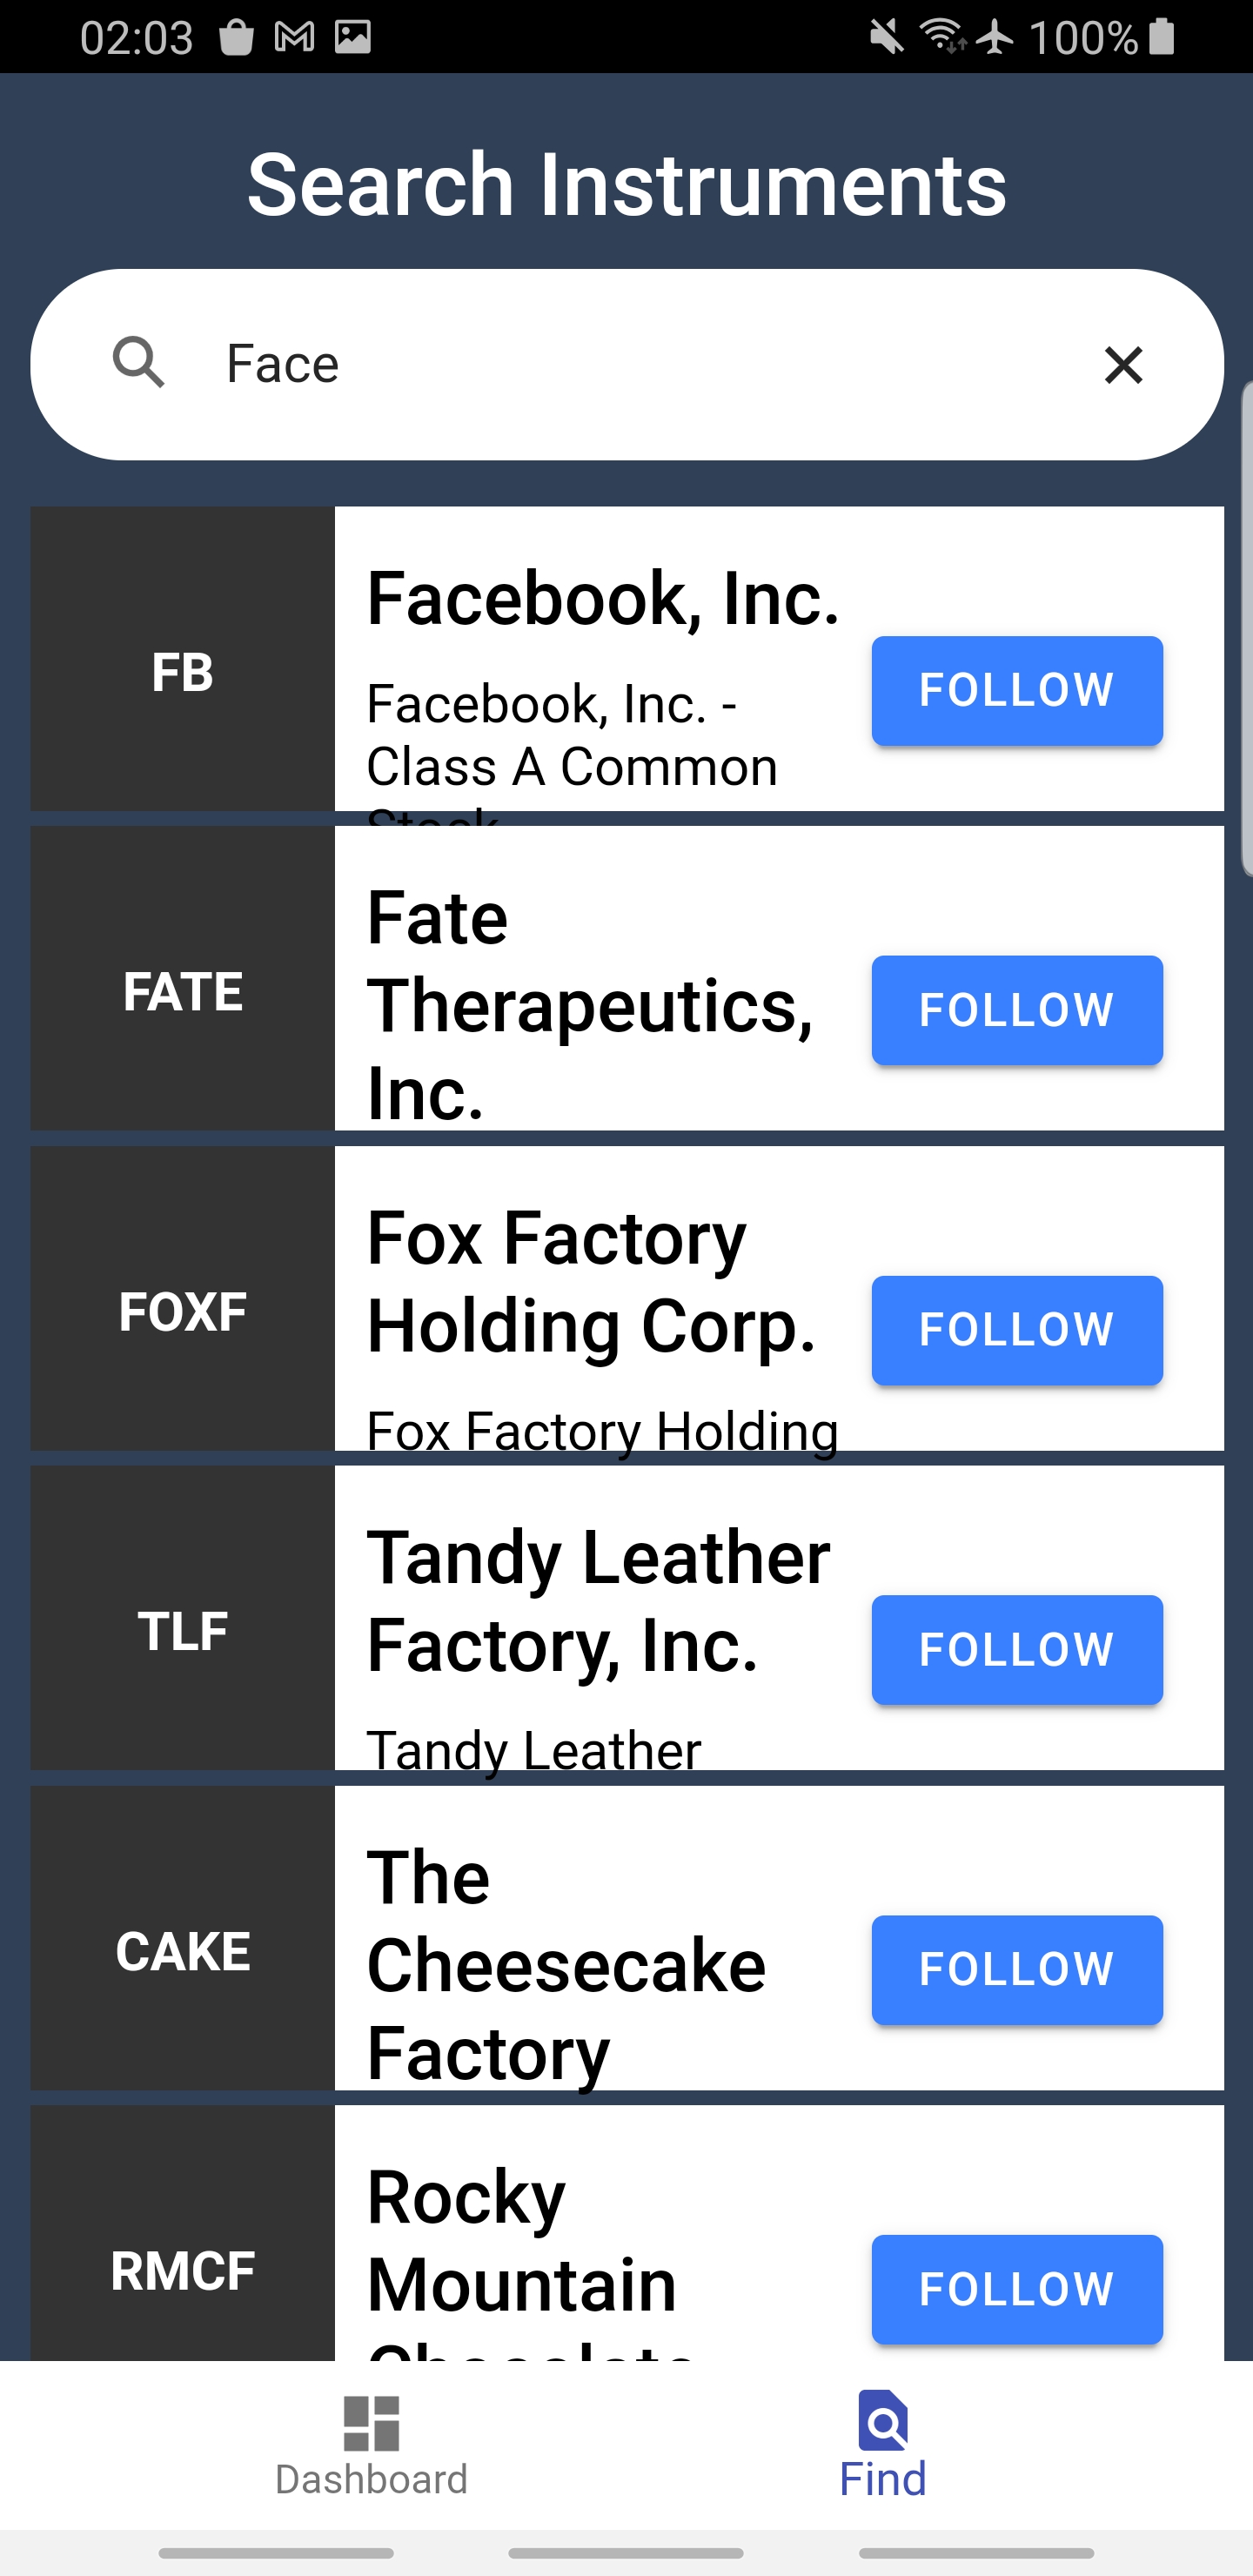 02:03
100%
Search Instruments
Face
FB
Facebook, Inc.
Facebook, Inc. -
Class A Common
Stock
FOLLOW
FATE
Fate
Therapeutics,
Inc.
FOLLOW
FOXF
Fox Factory
Holding Corp.
Fox Factory Holding
FOLLOW
TLF
Tandy Leather
Factory, Inc.
Tandy Leather
FOLLOW
CAKE
The
Cheesecake
Factory
FOLLOW
RMCF
Rocky
Mountain
Chocolate
FOLLOW
Dashboard
Find